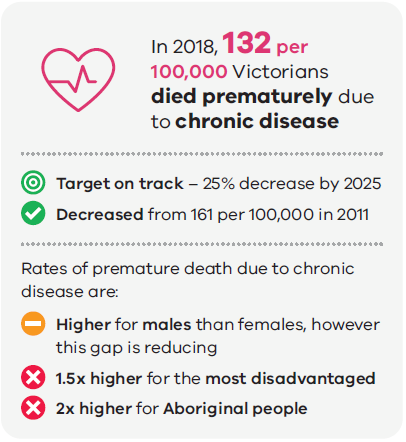 In 2018, 132 per
100,000 Victorians
died prematurely due
to chronic disease
Target on track – 25% decrease by 2025
Decreased from 161 per 100,000 in 2011
Rates of premature death due to chronic
disease are:
Higher for males than females, however
this gap is reducing
1.5x higher for the most disadvantaged
2x higher for Aboriginal people